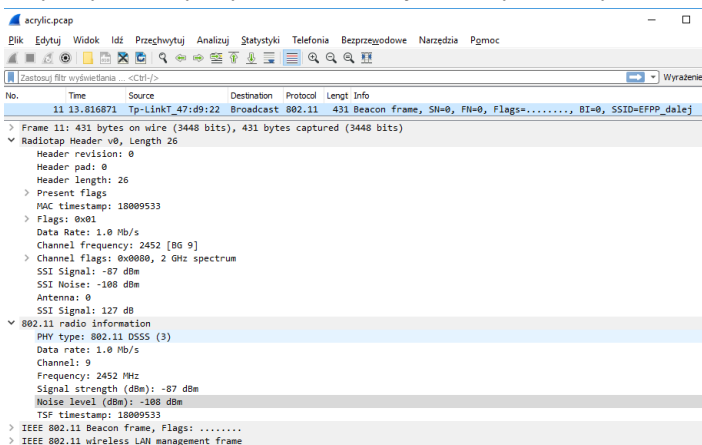 acrylic.pcap
Plik Edytuj Widok Idź Przechwytuj Analizuj Statystyki Telefonia Bezprzewodowe Narzędzia Pomoc
Zastosuj filtr wyświetlania ... <Ctrl-/> Wyrażenie
No. Time Source Destination Protocol Lengt Info
11 13.816871 Tp-LinkT_47:d9:22 Broadcast 802.11 431 Beacon frame, SN=0, FN=0, Flags=........, BI=0, SSID=EFPP_dalej
> Frame 11: 431 bytes on wire (3448 bits), 431 bytes captured (3448 bits)
Radiotap Header v0, Length 26
Header revision: 0
Header pad: 0
Header length: 26
> Present flags
MAC timestamp: 18009533
> Flags: 0x01
Data Rate: 1.0 Mb/s
Channel frequency: 2452 [BG 9]
> Channel flags: 0x0080, 2 GHz spectrum
SSI Signal: -87 dBm
SSI Noise: -108 dBm
Antenna: 0
SSI Signal: 127 dB
802.11 radio information
PHY type: 802.11 DSSS (3)
Data rate: 1.0 Mb/s
Channel: 9
Frequency: 2452 MHz
Signal strength (dBm): -87 dBm
Noise level (dBm): -108 dBm
TSF timestamp: 18009533
> IEEE 802.11 Beacon frame, Flags: ........
> IEEE 802.11 wireless LAN management frame